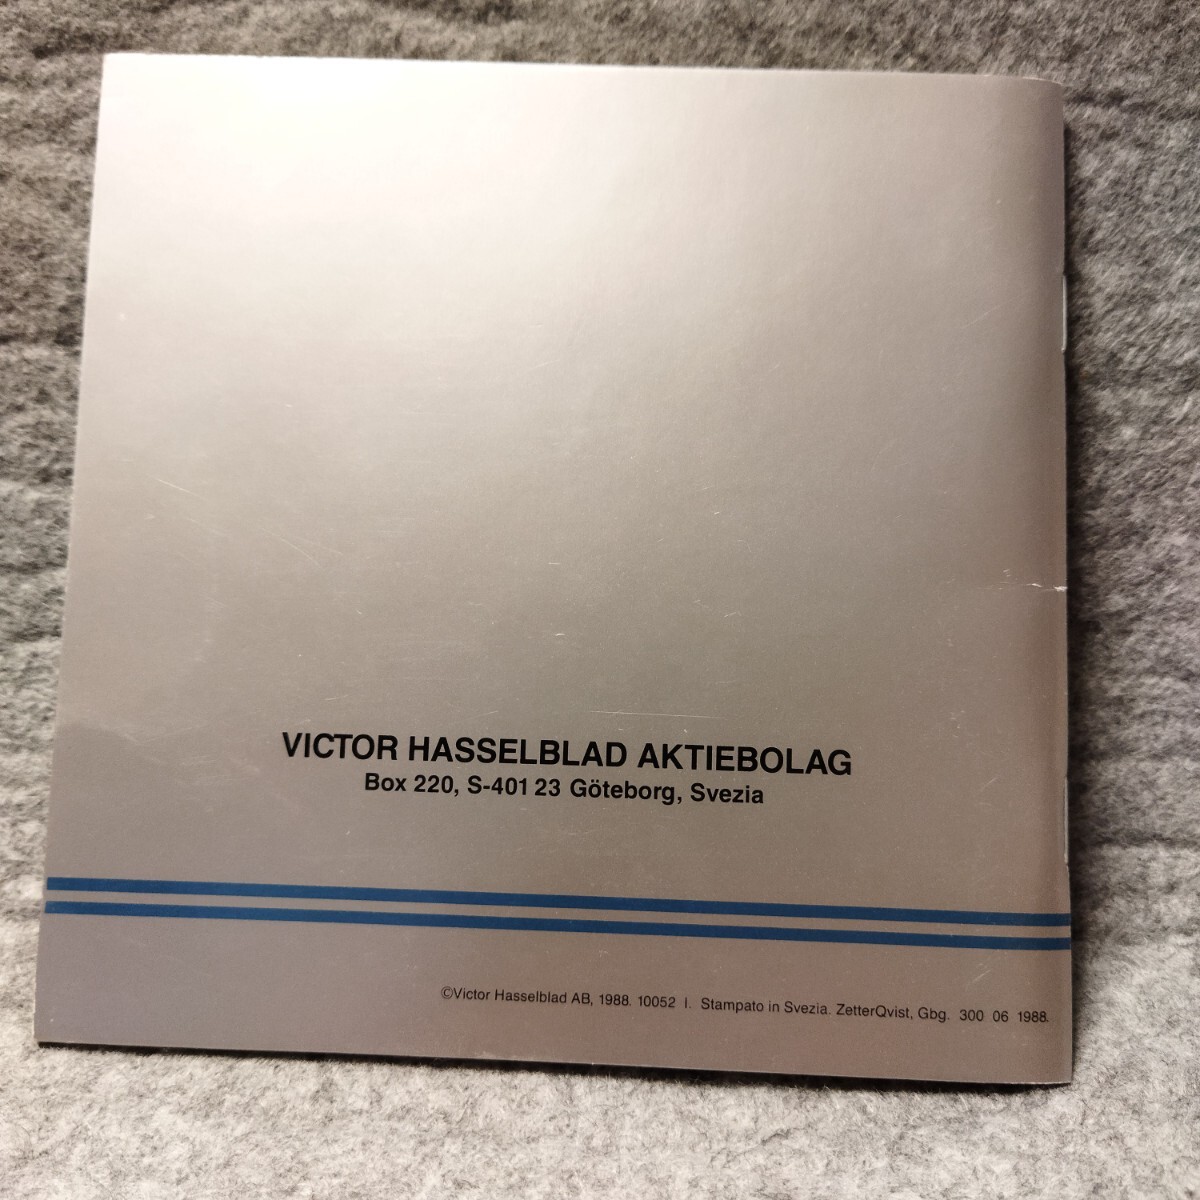 VICTOR HASSELBLAD AKTIEBOLAG
Box 220, S-401 23 Göteborg, Svezia
©Victor Hasselblad AB, 1988. 10052 I. Stampato in Svezia. ZetterQvist, Gbg. 300 06 1988.